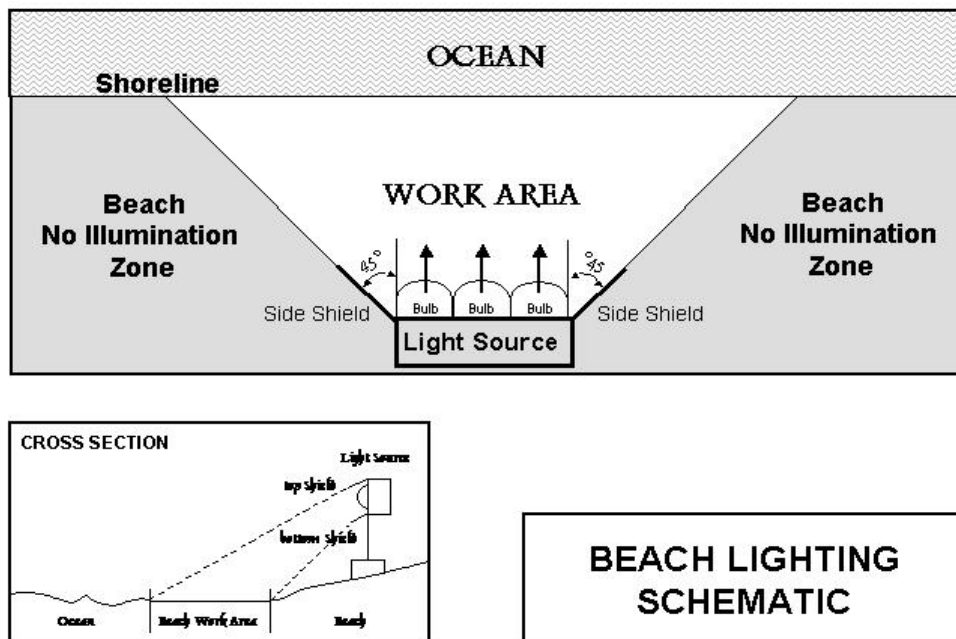 OCEAN
Shoreline
WORK AREA
Beach
No Illumination
Zone
Beach
No Illumination
Zone
45°
°45
Side Shield
Bulb
Bulb
Bulb
Side Shield
Light Source
CROSS SECTION
Light Source
top Shield
bottom Shield
Ocean
Beach Work Area
Beach
BEACH LIGHTING
SCHEMATIC